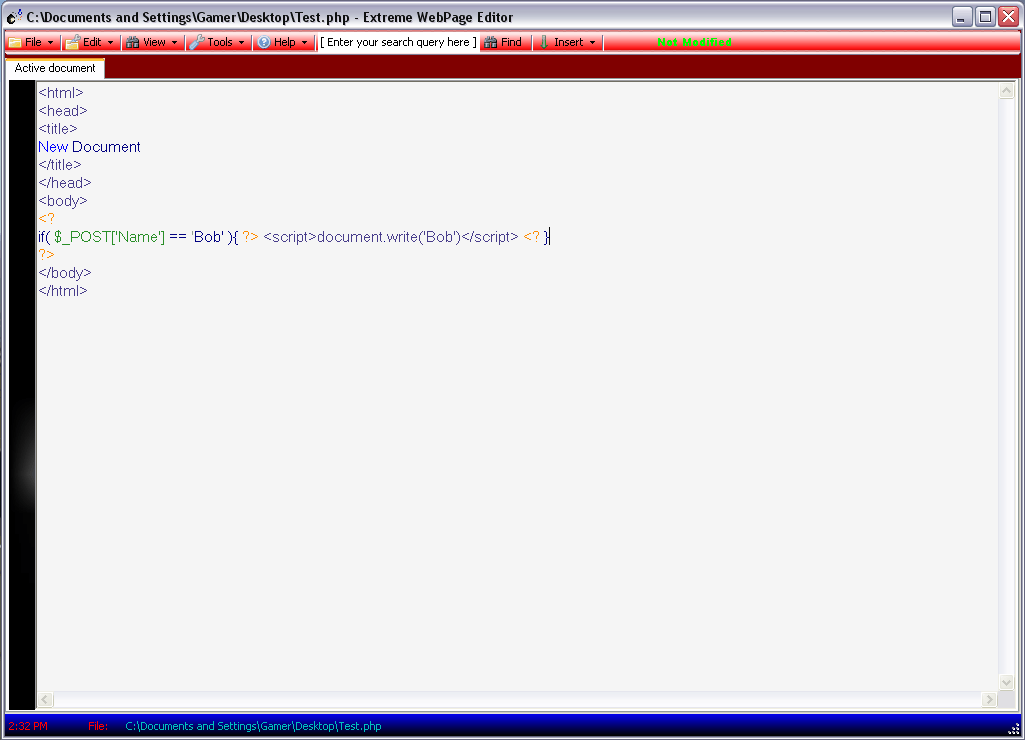 C:\Documents and Settings\Gamer\Desktop\Test.php - Extreme WebPage Editor
File Edit View Tools Help [ Enter your search query here ] Find Insert Not Modified
Active document
<html>
<head>
<title>
New Document
</title>
</head>
<body>
<?
if( $_POST['Name'] == 'Bob' ){ ?> <script>document.write('Bob')</script> <? }
?>
</body>
</html>
2:32 PM File: C:\Documents and Settings\Gamer\Desktop\Test.php